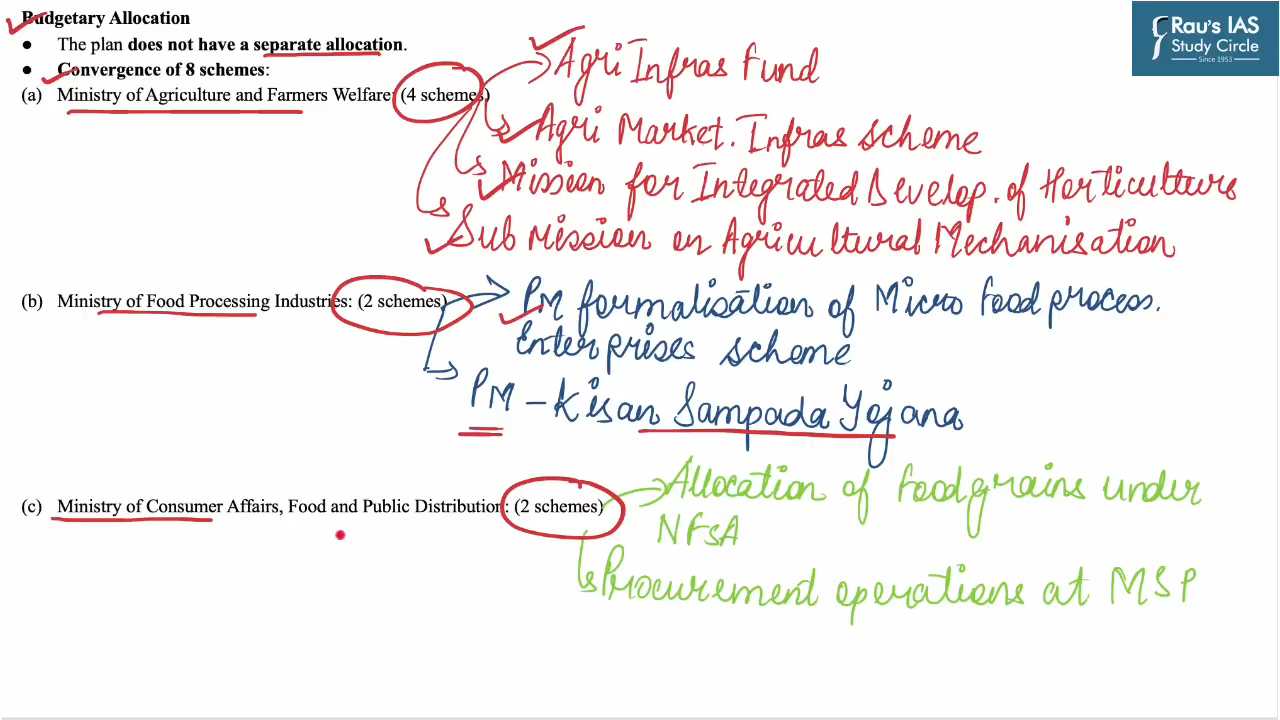 Budgetary Allocation
Rau's IAS
Study Circle
Since 1953
• The plan does not have a separate allocation.
• Convergence of 8 schemes:
(a) Ministry of Agriculture and Farmers Welfare: (4 schemes)
Agri Infras Fund
Agri Market. Infras scheme
Mission for Integrated Develop. of Horticulture
Sub Mission on Agricultural Mechanisation
(b) Ministry of Food Processing Industries: (2 schemes)
PM formalisation of Micro food process.
Enterprises scheme
PM - Kisan Sampada Yojana
(c) Ministry of Consumer Affairs, Food and Public Distribution: (2 schemes)
Allocation of foodgrains under
NFSA
Procurement operations at MSP